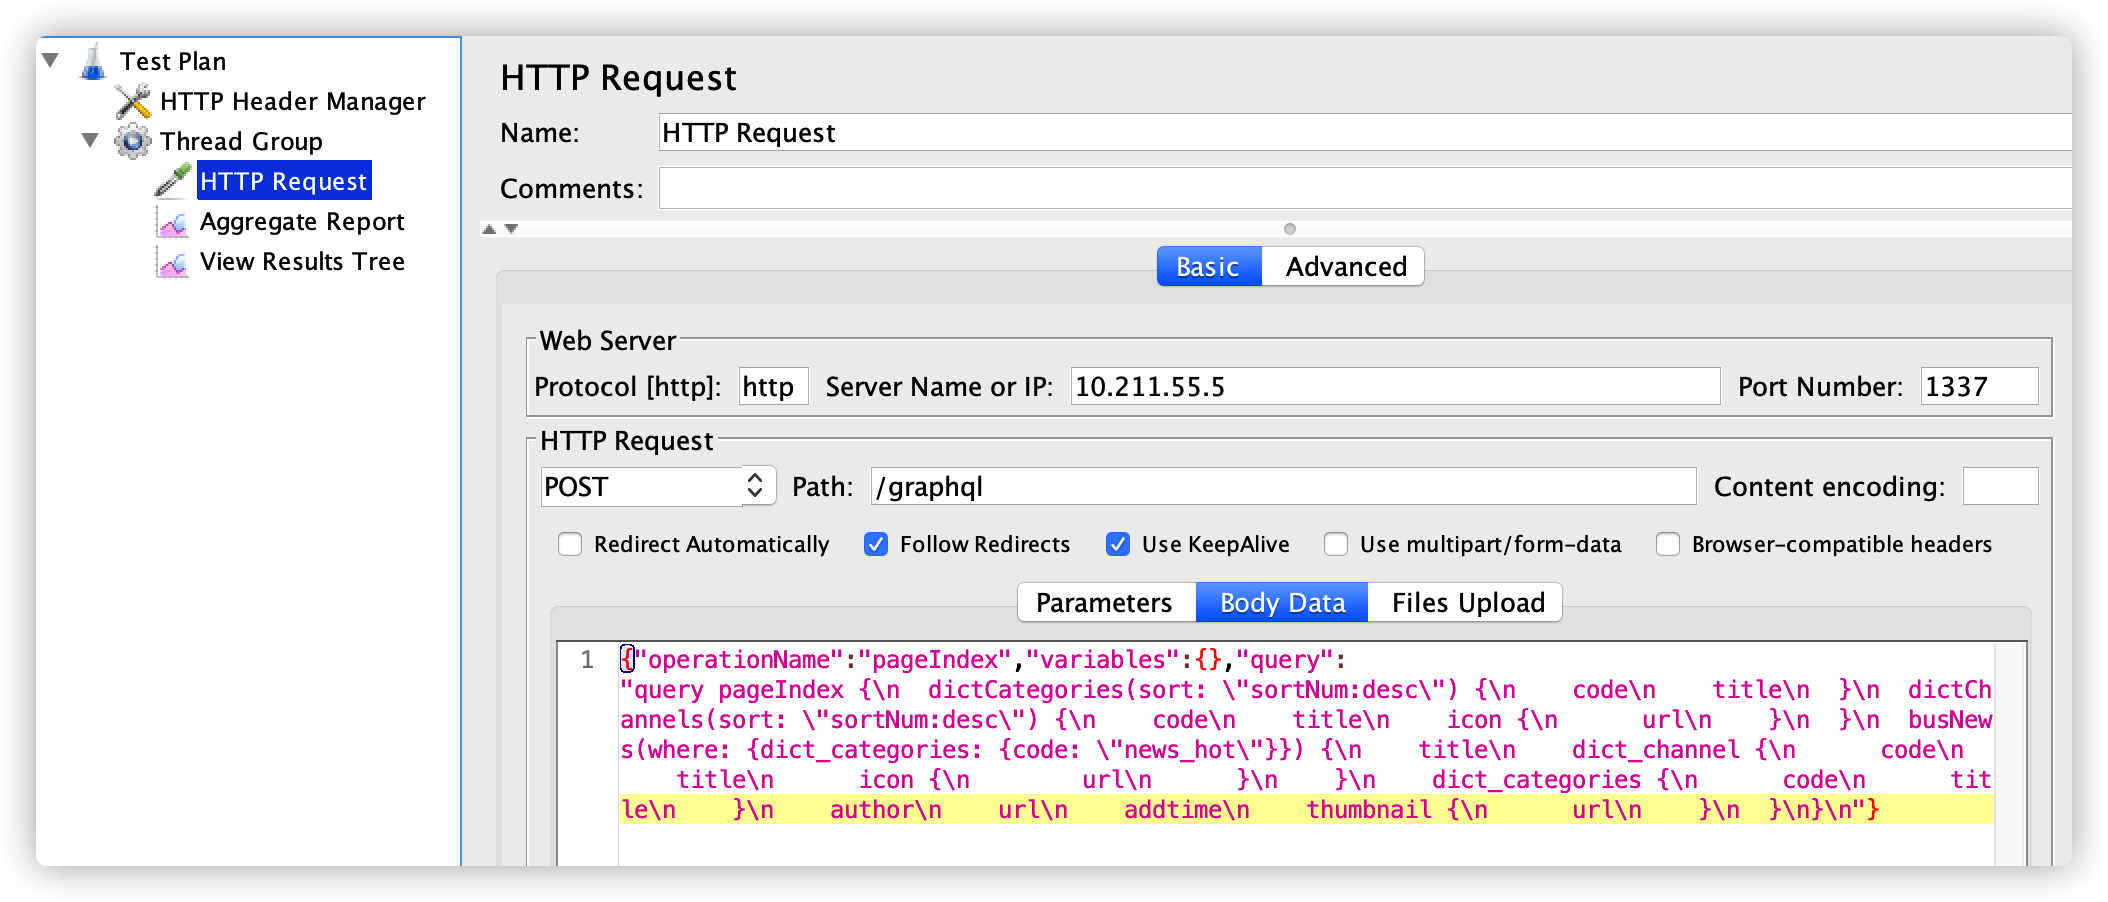 Test Plan
HTTP Header Manager
Thread Group
HTTP Request
Aggregate Report
View Results Tree
HTTP Request
Name: HTTP Request
Comments:
Basic Advanced
Web Server
Protocol [http]: http Server Name or IP: 10.211.55.5 Port Number: 1337
HTTP Request
POST Path: /graphql Content encoding:
Redirect Automatically Follow Redirects Use KeepAlive Use multipart/form-data Browser-compatible headers
Parameters Body Data Files Upload
1 {"operationName":"pageIndex","variables":{},"query":
"query pageIndex {\n  dictCategories(sort: \"sortNum:desc\") {\n    code\n    title\n  }\n  dictCh
annels(sort: \"sortNum:desc\") {\n    code\n    title\n    icon {\n      url\n    }\n  }\n  busNew
s(where: {dict_categories: {code: \"news_hot\"}}) {\n    title\n    dict_channel {\n      code\n
    title\n      icon {\n        url\n      }\n    }\n    dict_categories {\n      code\n      tit
le\n    }\n    author\n    url\n    addtime\n    thumbnail {\n      url\n    }\n  }\n}\n"}